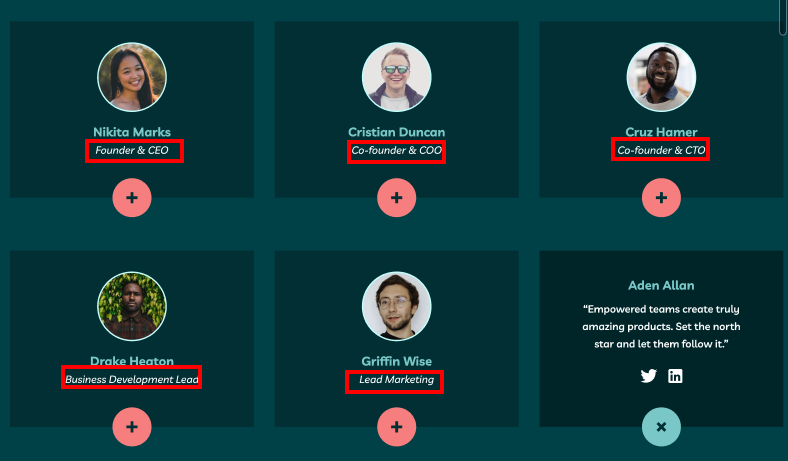 Nikita Marks
Founder & CEO
Cristian Duncan
Co-founder & COO
Cruz Hamer
Co-founder & CTO
Drake Heaton
Business Development Lead
Griffin Wise
Lead Marketing
Aden Allan
“Empowered teams create truly
amazing products. Set the north
star and let them follow it.”